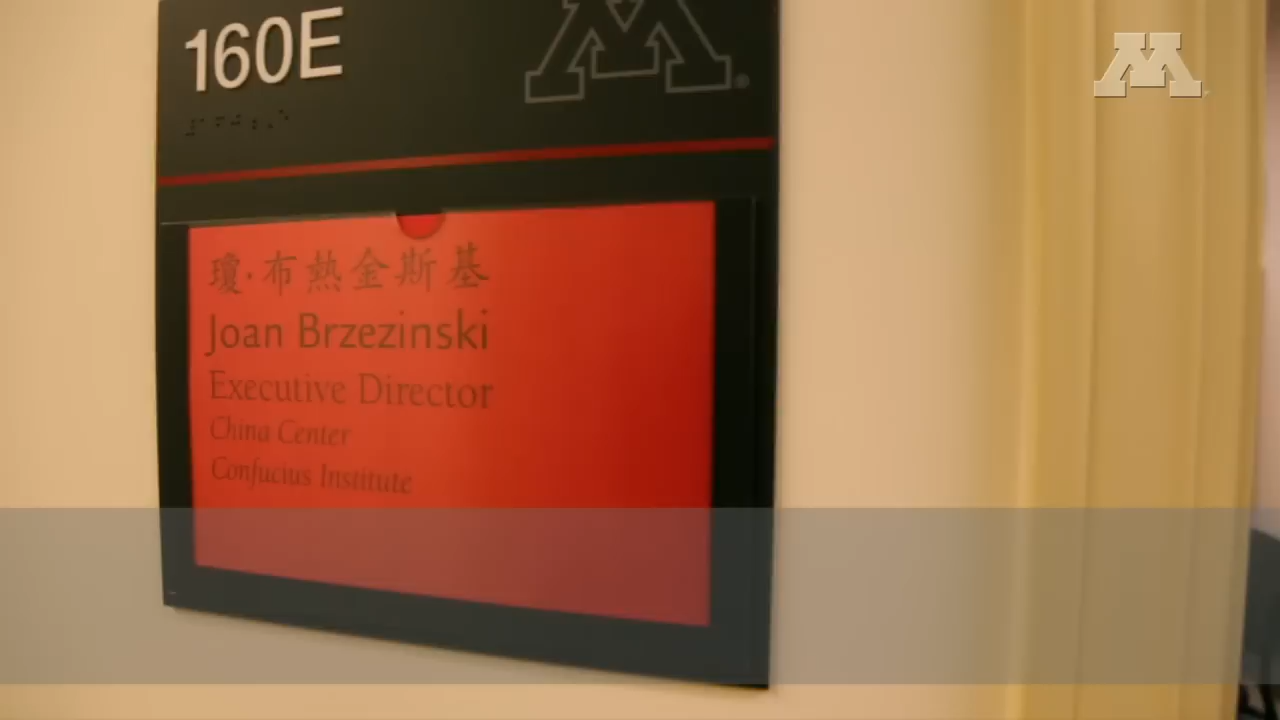 160E
瓊·布熱金斯基
Joan Brzezinski
Executive Director
China Center
Confucius Institute
M